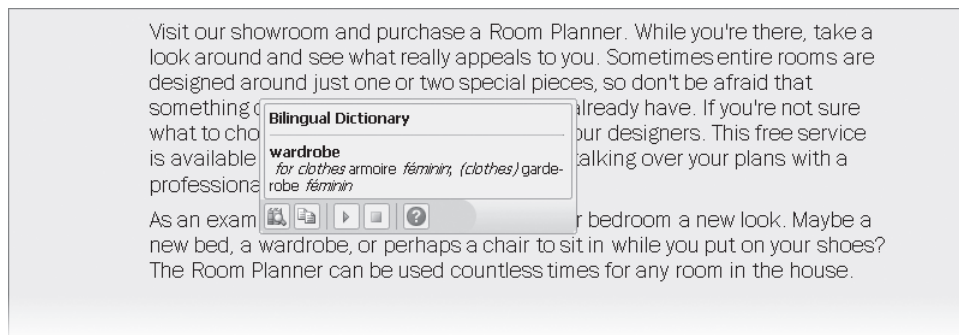 Visit our showroom and purchase a Room Planner. While you're there, take a
look around and see what really appeals to you. Sometimes entire rooms are
designed around just one or two special pieces, so don't be afraid that
something already have. If you're not sure
what to cho our designers. This free service
is available talking over your plans with a
professiona
Bilingual Dictionary
wardrobe
for clothes armoire féminin; (clothes) garde-
robe féminin
As an exam r bedroom a new look. Maybe a
new bed, a wardrobe, or perhaps a chair to sit in while you put on your shoes?
The Room Planner can be used countless times for any room in the house.